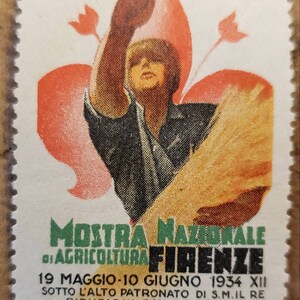 MOSTRA NAZIONALE
DI AGRICOLTURA FIRENZE
19 MAGGIO-10 GIUGNO 1934 XII
SOTTO L'ALTO PATRONATO DI S.M. IL RE